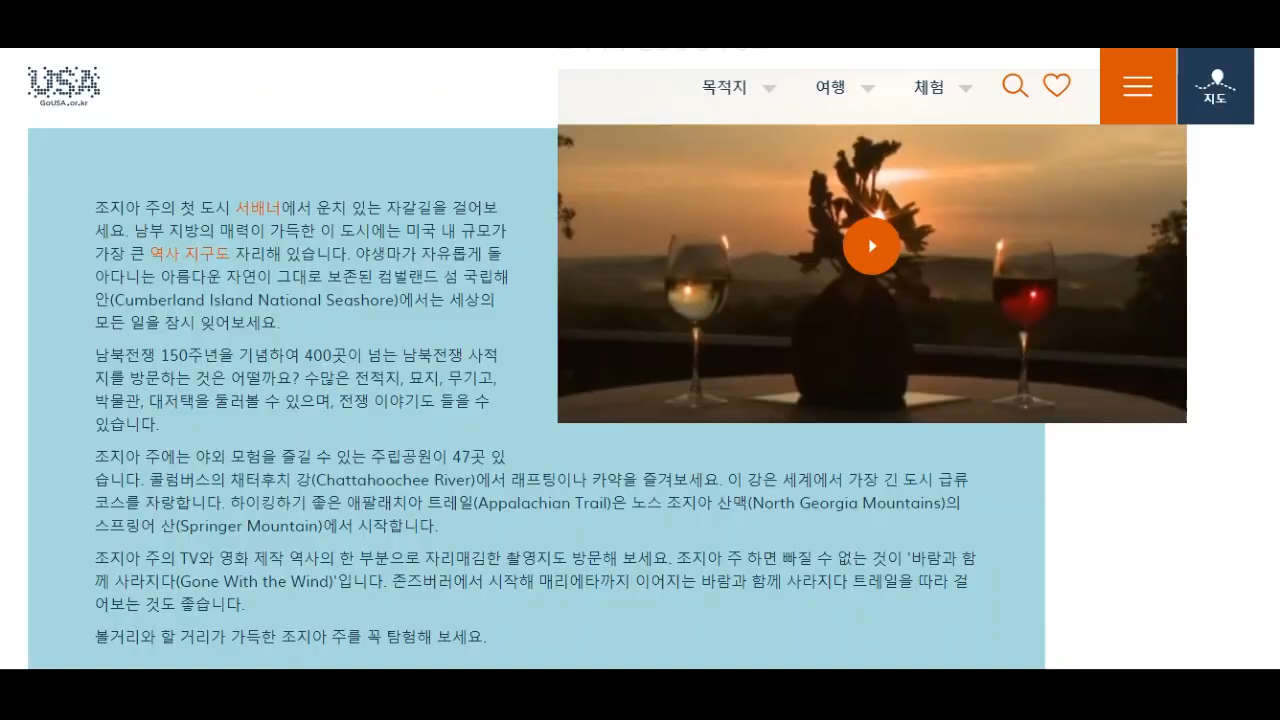 USA
GoUSA.or.kr
목적지
여행
체험
지도
조지아 주의 첫 도시 서배너에서 운치 있는 자갈길을 걸어보
세요. 남부 지방의 매력이 가득한 이 도시에는 미국 내 규모가
가장 큰 역사 지구도 자리해 있습니다. 야생마가 자유롭게 돌
아다니는 아름다운 자연이 그대로 보존된 컴벌랜드 섬 국립해
안(Cumberland Island National Seashore)에서는 세상의
모든 일을 잠시 잊어보세요.
남북전쟁 150주년을 기념하여 400곳이 넘는 남북전쟁 사적
지를 방문하는 것은 어떨까요? 수많은 전적지, 묘지, 무기고,
박물관, 대저택을 둘러볼 수 있으며, 전쟁 이야기도 들을 수
있습니다.
조지아 주에는 야외 모험을 즐길 수 있는 주립공원이 47곳 있
습니다. 콜럼버스의 채터후치 강(Chattahoochee River)에서 래프팅이나 카약을 즐겨보세요. 이 강은 세계에서 가장 긴 도시 급류
코스를 자랑합니다. 하이킹하기 좋은 애팔래치아 트레일(Appalachian Trail)은 노스 조지아 산맥(North Georgia Mountains)의
스프링어 산(Springer Mountain)에서 시작합니다.
조지아 주의 TV와 영화 제작 역사의 한 부분으로 자리매김한 촬영지도 방문해 보세요. 조지아 주 하면 빠질 수 없는 것이 '바람과 함
께 사라지다(Gone With the Wind)'입니다. 존즈버러에서 시작해 매리에타까지 이어지는 바람과 함께 사라지다 트레일을 따라 걸
어보는 것도 좋습니다.
볼거리와 할 거리가 가득한 조지아 주를 꼭 탐험해 보세요.